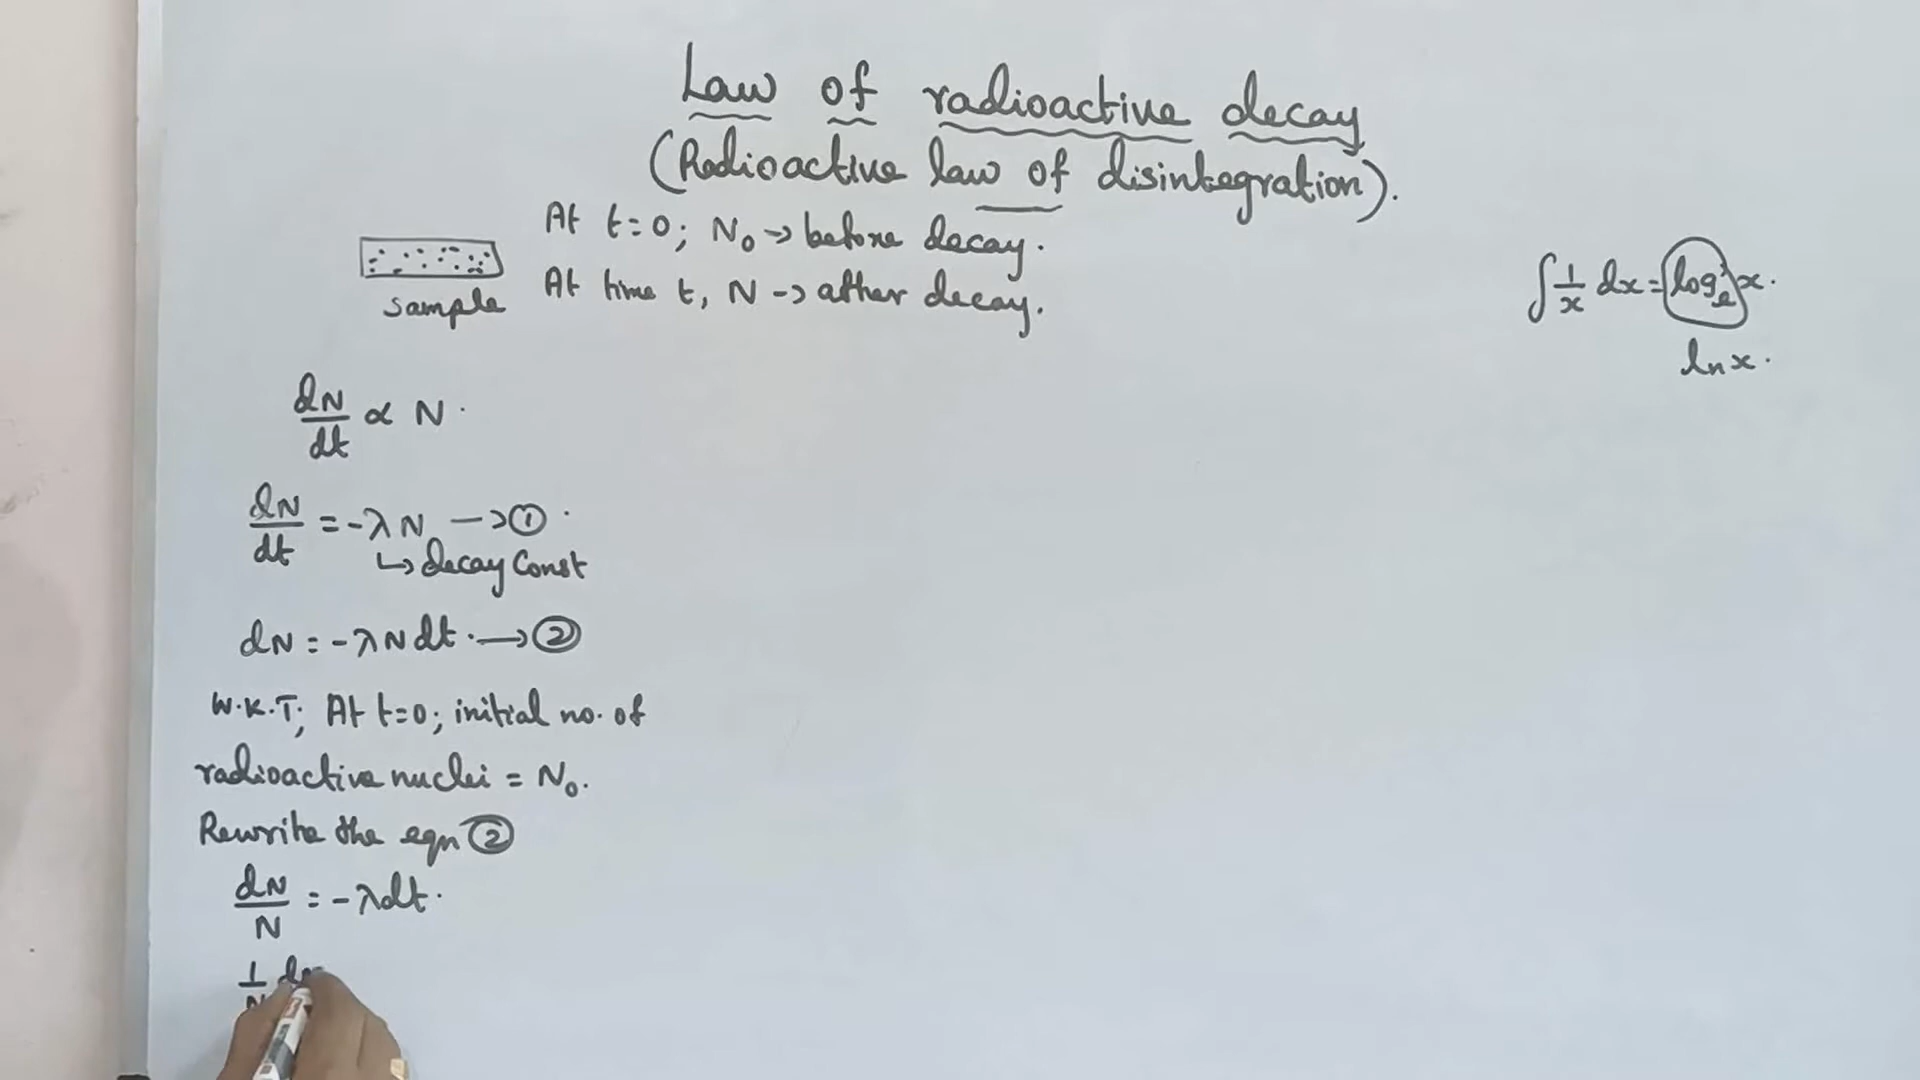 Law of radioactive decay
(Radioactive law of disintegration).
At t=0; N₀ → before decay.
At time t, N → after decay.
sample
∫ 1/x dx = logₑ x.
ln x.
dN/dt ∝ N.
dN/dt = -λN → ①.
↳ decay Const
dN = -λN dt. → ②
W.K.T; At t=0; initial no. of
radioactive nuclei = N₀.
Rewrite the eqn ②
dN/N = -λdt.
1/N